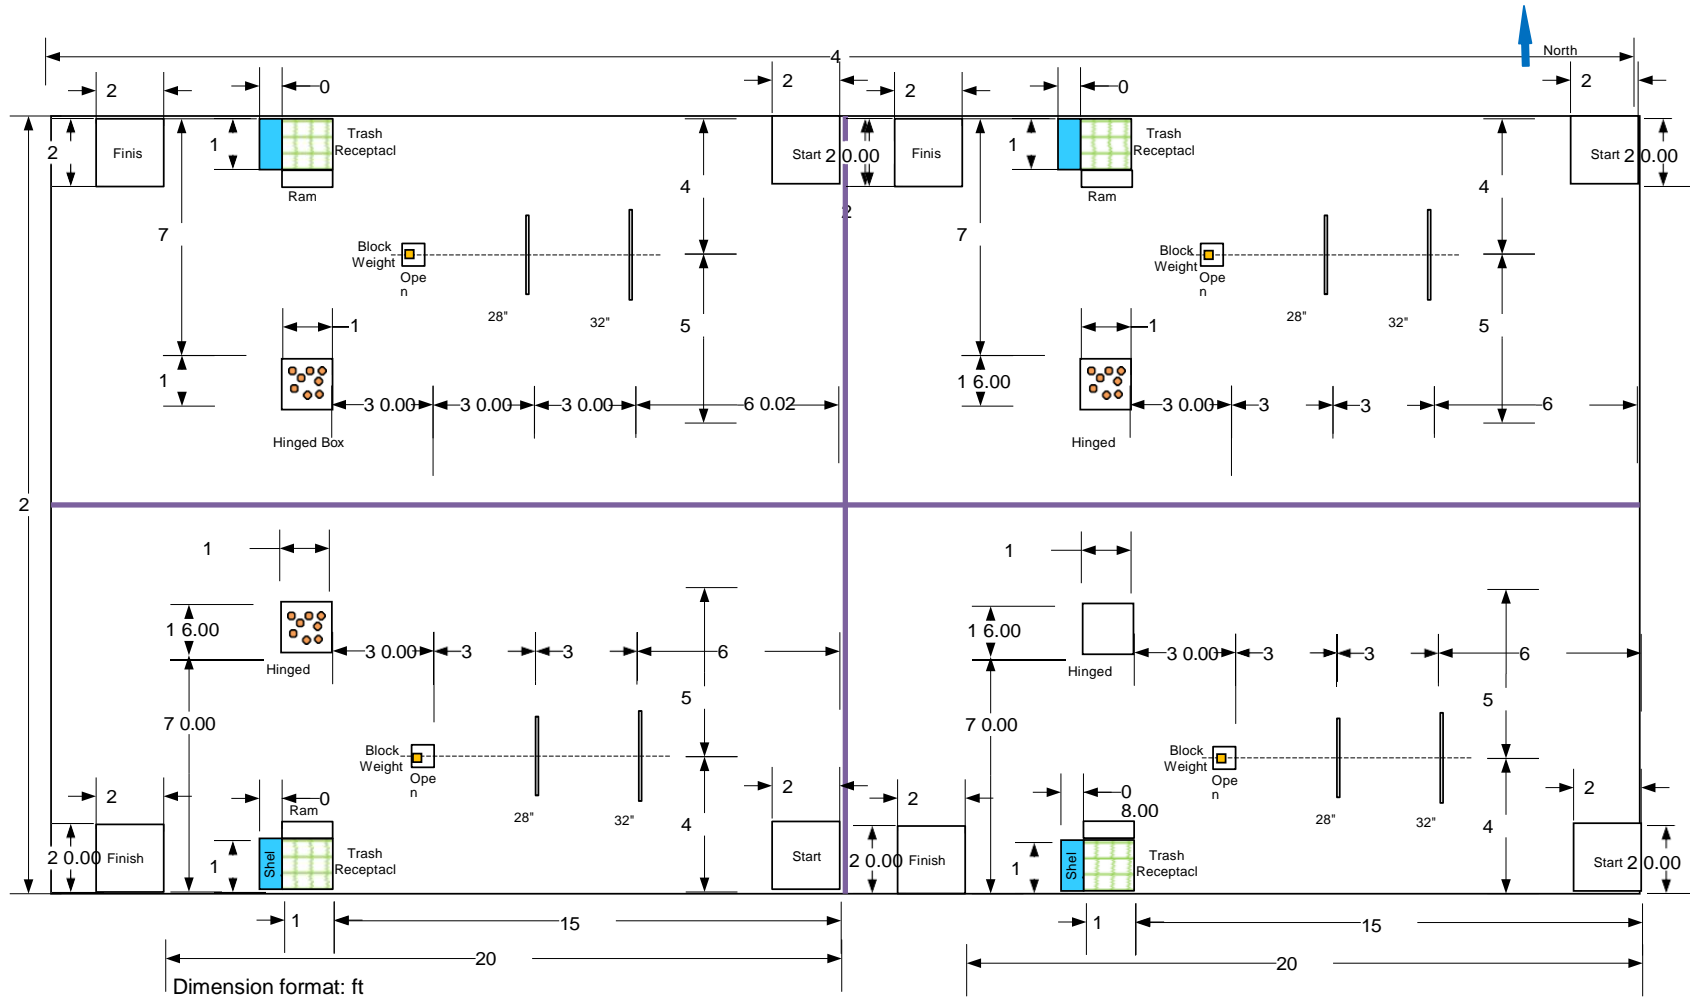 North
4
2
0
2
2
0
2
2
1
Trash
Receptacl
Finis
Start
2 0.00
Finis
1
Trash
Receptacl
Start
2 0.00
Ram
4
2
Ram
4
7
Block
Weight
Ope
n
7
Block
Weight
Ope
n
28"
32"
5
28"
32"
5
1
1
1
3 0.00
3 0.00
3 0.00
6 0.02
1 6.00
3 0.00
3
3
6
Hinged Box
Hinged
2
1
1
1 6.00
Hinged
3 0.00
3
3
6
1 6.00
Hinged
3 0.00
3
3
6
5
5
7 0.00
Block
Weight
Ope
n
7 0.00
Block
Weight
Ope
n
2
0
Ram
28"
32"
4
2
2
0
8.00
28"
32"
4
2
2 0.00
Finish
1
Shel
Trash
Receptacl
Start
2 0.00
Finish
1
Shel
Trash
Receptacl
Start
2 0.00
1
15
1
15
20
20
Dimension format: ft